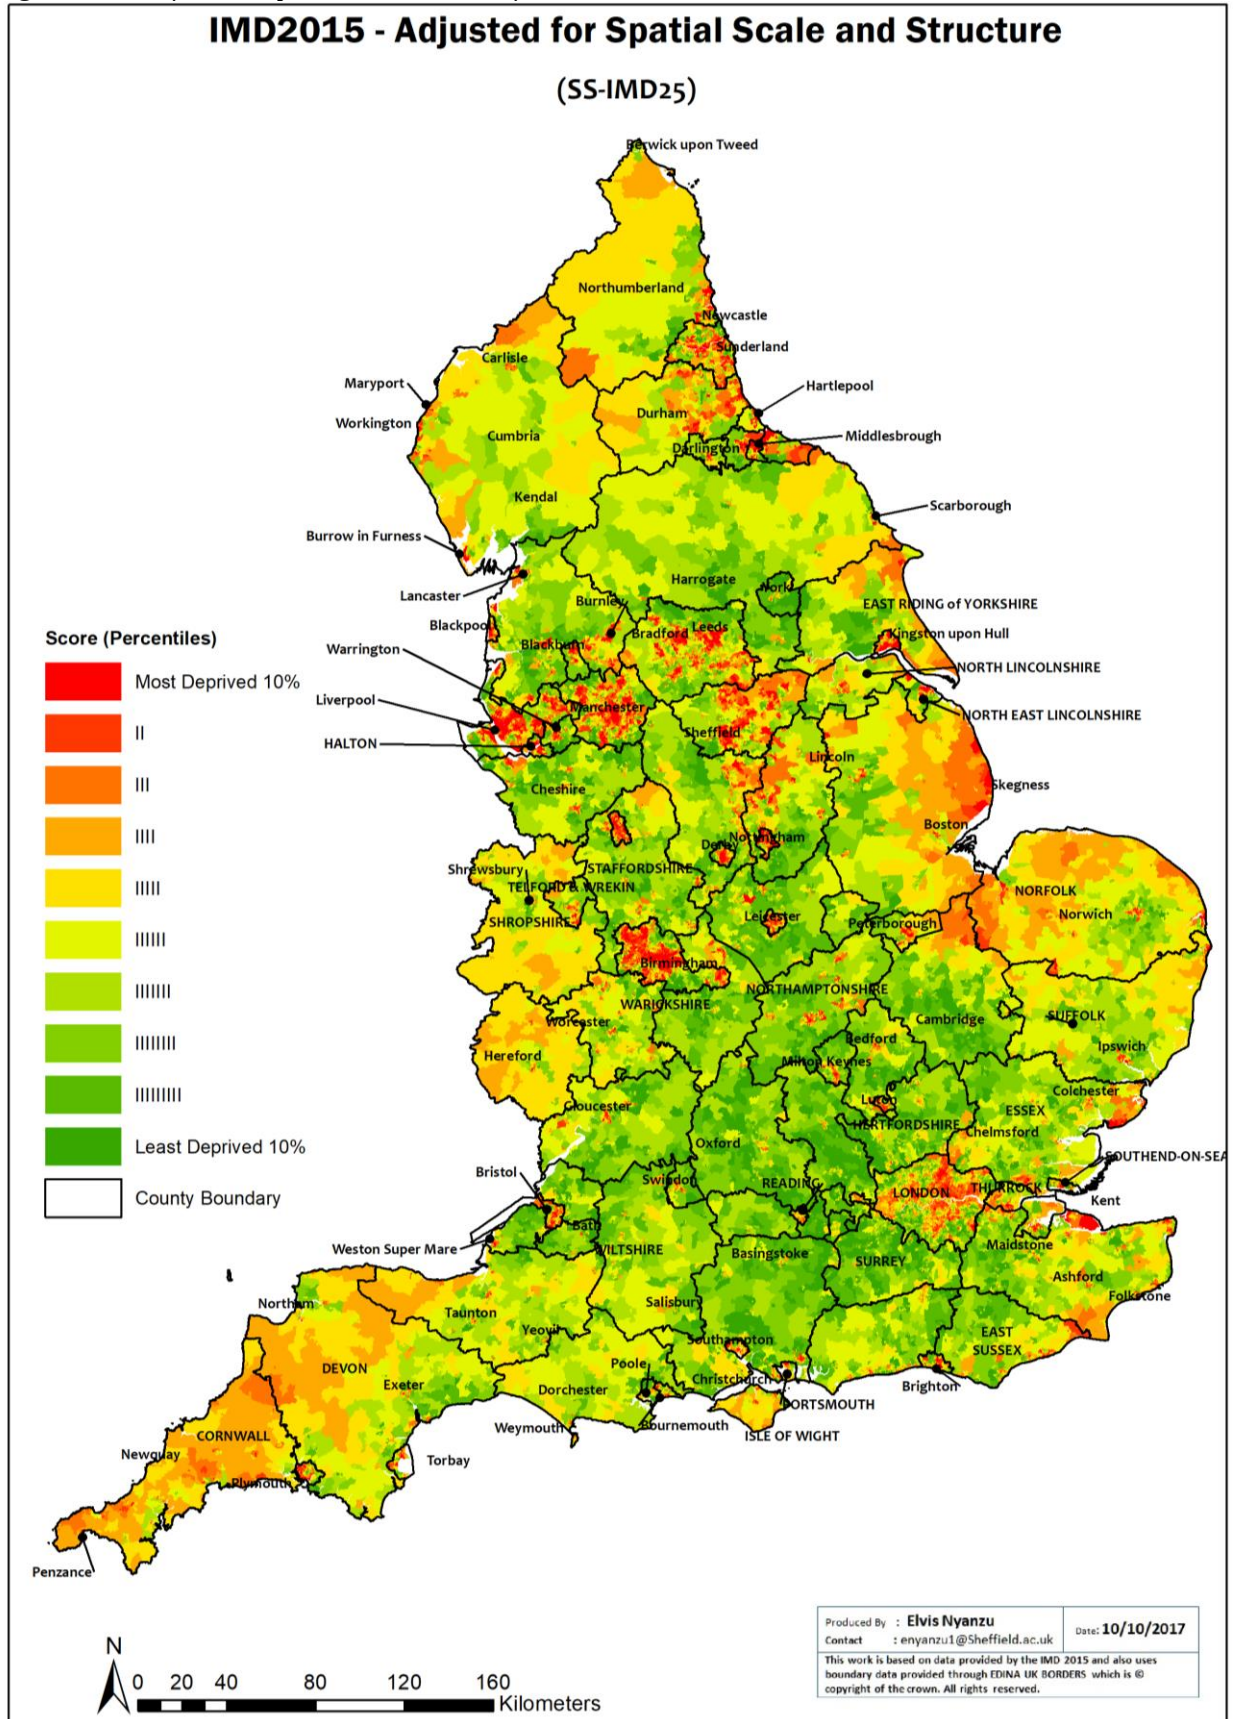 IMD2015 - Adjusted for Spatial Scale and Structure
(SS-IMD25)
Berwick upon Tweed
Northumberland
Newcastle
Sunderland
Carlisle
Maryport
Hartlepool
Workington
Durham
Cumbria
Middlesbrough
Darlington
Kendal
Scarborough
Burrow in Furness
Harrogate
York
Lancaster
Burnley
EAST RIDING of YORKSHIRE
Blackpool
Bradford
Leeds
Kingston upon Hull
Blackburn
Warrington
NORTH LINCOLNSHIRE
Liverpool
Manchester
NORTH EAST LINCOLNSHIRE
Sheffield
HALTON
Lincoln
Cheshire
Skegness
Boston
Derby
Nottingham
Shrewsbury
STAFFORDSHIRE
TELFORD & WREKIN
NORFOLK
SHROPSHIRE
Leicester
Peterborough
Norwich
Birmingham
NORTHAMPTONSHIRE
WARICKSHIRE
Worcester
Cambridge
SUFFOLK
Hereford
Bedford
Ipswich
Milton Keynes
Gloucester
Luton
Colchester
ESSEX
HERTFORDSHIRE
Chelmsford
Oxford
SOUTHEND-ON-SEA
Bristol
Swindon
READING
LONDON
THURROCK
Kent
Bath
Weston Super Mare
WILTSHIRE
Basingstoke
SURREY
Maidstone
Ashford
Folkstone
Northam
Taunton
Salisbury
Yeovil
Southampton
EAST
SUSSEX
DEVON
Exeter
Poole
Dorchester
Christchurch
Brighton
PORTSMOUTH
Weymouth
Bournemouth
ISLE OF WIGHT
CORNWALL
Newquay
Torbay
Plymouth
Penzance
Score (Percentiles)
Most Deprived 10%
II
III
IIII
IIIII
IIIIII
IIIIIII
IIIIIIII
IIIIIIIII
Least Deprived 10%
County Boundary
N
0 20 40 80 120 160
Kilometers
Produced By : Elvis Nyanzu
Contact : enyanzu1@Sheffield.ac.uk
Date: 10/10/2017
This work is based on data provided by the IMD 2015 and also uses
boundary data provided through EDINA UK BORDERS which is ©
copyright of the crown. All rights reserved.